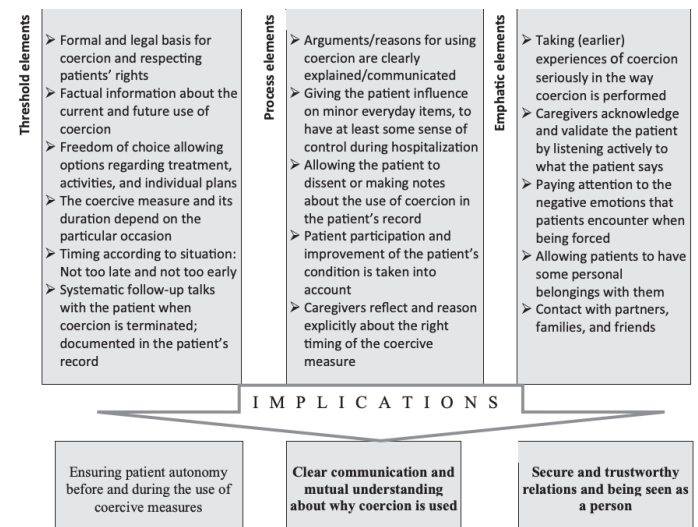 Threshold elements
➢ Formal and legal basis for
coercion and respecting
patients' rights
➢ Factual information about the
current and future use of
coercion
➢ Freedom of choice allowing
options regarding treatment,
activities, and individual plans
➢ The coercive measure and its
duration depend on the
particular occasion
➢ Timing according to situation:
Not too late and not too early
➢ Systematic follow-up talks
with the patient when
coercion is terminated;
documented in the patient's
record
Process elements
➢ Arguments/reasons for using
coercion are clearly
explained/communicated
➢ Giving the patient influence
on minor everyday items, to
have at least some sense of
control during hospitalization
➢ Allowing the patient to
dissent or making notes
about the use of coercion in
the patient's record
➢ Patient participation and
improvement of the patient's
condition is taken into
account
➢ Caregivers reflect and reason
explicitly about the right
timing of the coercive
measure
Emphatic elements
➢ Taking (earlier)
experiences of coercion
seriously in the way
coercion is performed
➢ Caregivers acknowledge
and validate the patient
by listening actively to
what the patient says
➢ Paying attention to the
negative emotions that
patients encounter when
being forced
➢ Allowing patients to have
some personal
belongings with them
➢ Contact with partners,
families, and friends
IMPLICATIONS
Ensuring patient autonomy
before and during the use of
coercive measures
Clear communication and
mutual understanding
about why coercion is used
Secure and trustworthy
relations and being seen as
a person